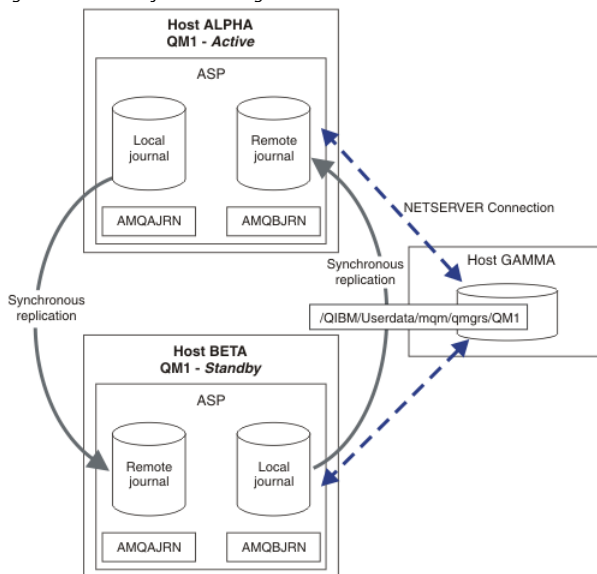 Host ALPHA
QM1 - Active
ASP
Local
journal
Remote
journal
AMQAJRN
AMQBJRN
NETSERVER Connection
Host GAMMA
/QIBM/Userdata/mqm/qmgrs/QM1
Synchronous
replication
Synchronous
replication
Host BETA
QM1 - Standby
ASP
Remote
journal
Local
journal
AMQAJRN
AMQBJRN